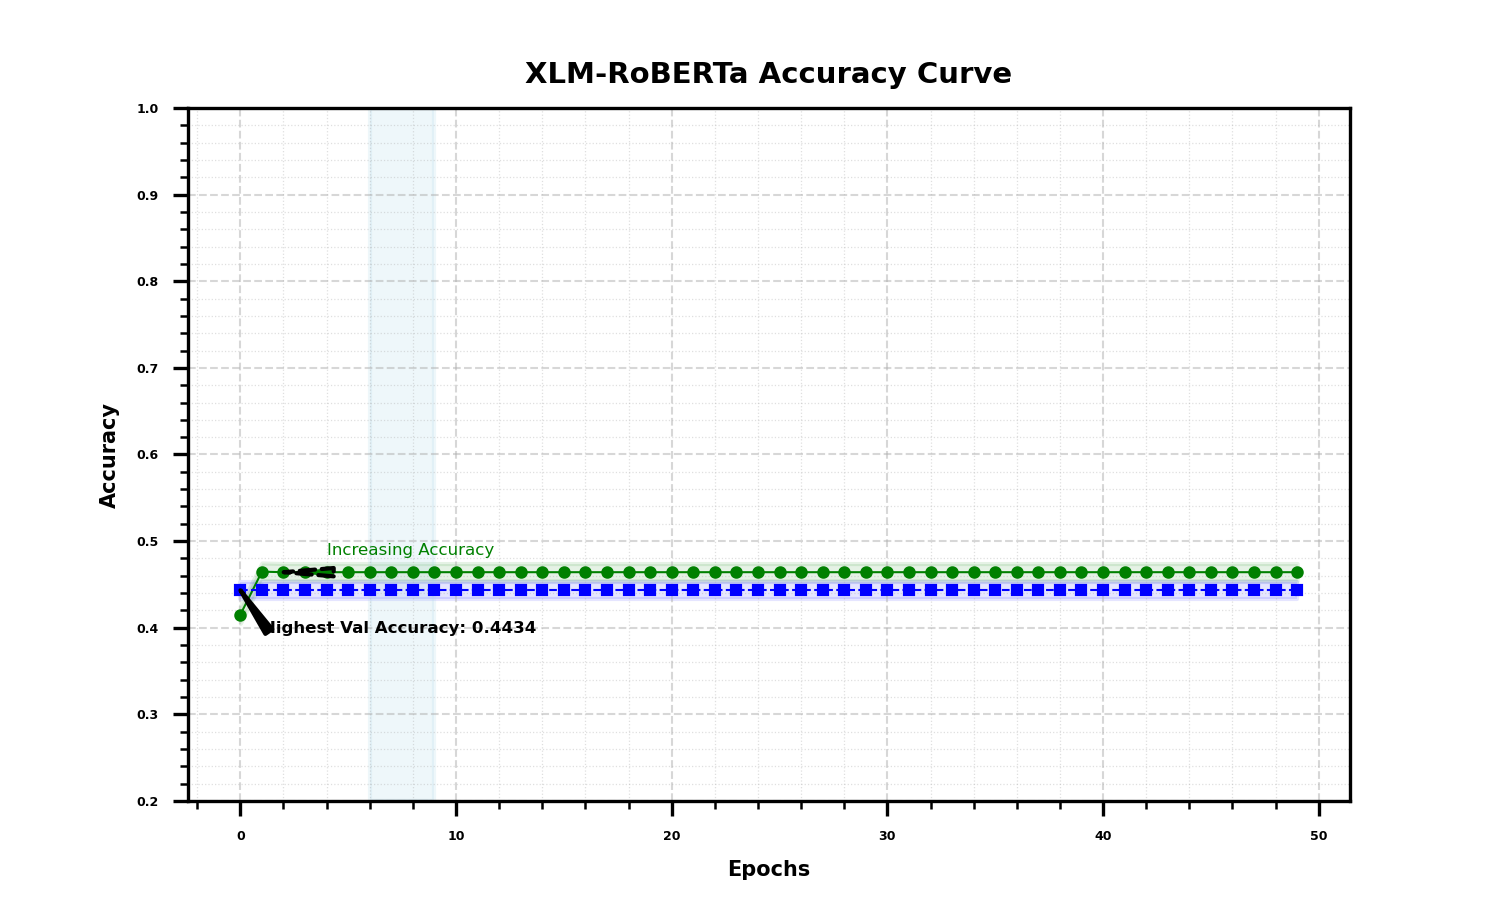 XLM-RoBERTa Accuracy Curve
1.0
0.9
0.8
0.7
0.6
0.5
0.4
0.3
0.2
Accuracy
Increasing Accuracy
Highest Val Accuracy: 0.4434
0 10 20 30 40 50
Epochs